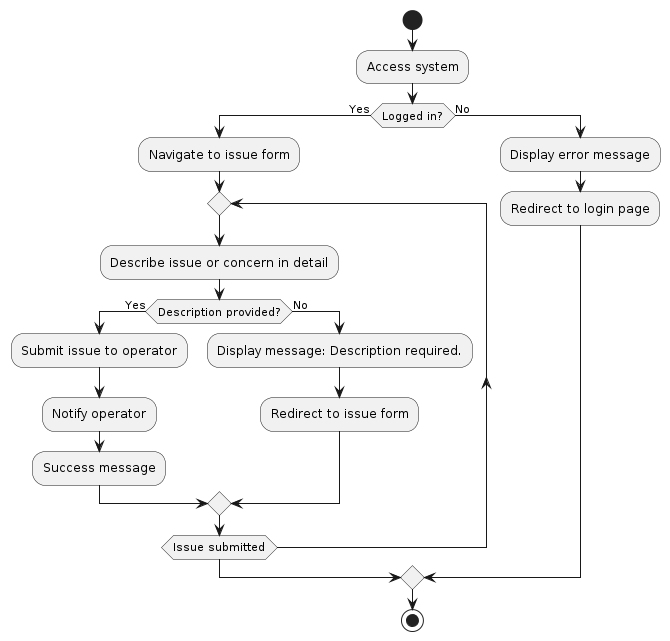 Access system
Yes
Logged in?
No
Navigate to issue form
Display error message
Redirect to login page
Describe issue or concern in detail
Yes
Description provided?
No
Submit issue to operator
Display message: Description required.
Notify operator
Redirect to issue form
Success message
Issue submitted